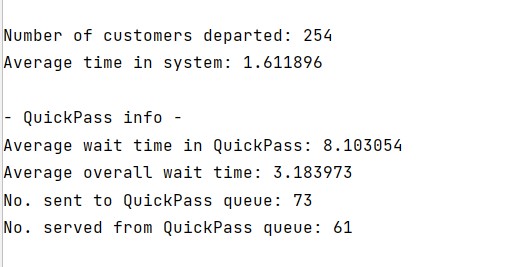 Number of customers departed: 254
Average time in system: 1.611896
- QuickPass info -
Average wait time in QuickPass: 8.103054
Average overall wait time: 3.183973
No. sent to QuickPass queue: 73
No. served from QuickPass queue: 61